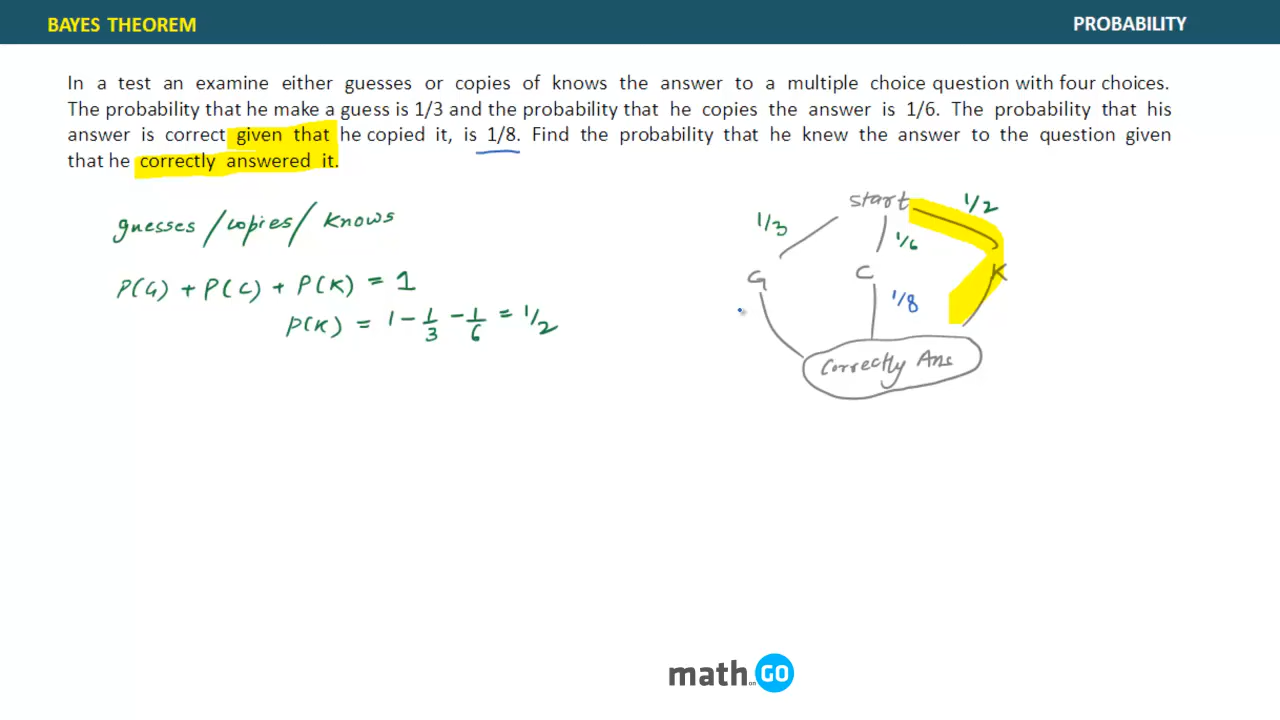 BAYES THEOREM
PROBABILITY
In a test an examine either guesses or copies of knows the answer to a multiple choice question with four choices.
The probability that he make a guess is 1/3 and the probability that he copies the answer is 1/6. The probability that his
answer is correct given that he copied it, is 1/8. Find the probability that he knew the answer to the question given
that he correctly answered it.
guesses / copies / knows
P(G) + P(C) + P(K) = 1
P(K) = 1 - 1/3 - 1/6 = 1/2
start
1/3 1/6 1/2
G C K
1/8
Correctly Ans
math on GO